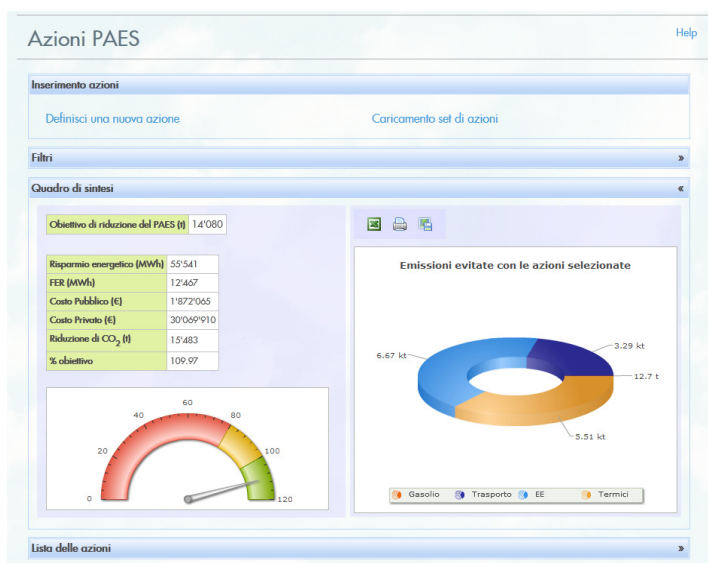 Azioni PAES
Help
Inserimento azioni
Definisci una nuova azione
Caricamento set di azioni
Filtri »
Quadro di sintesi «
Obiettivo di riduzione del PAES (t) 14'080
Risparmio energetico (MWh) 55'541
FER (MWh) 12'467
Costo Pubblico (€) 1'872'065
Costo Privato (€) 30'069'910
Riduzione di CO2 (t) 15'483
% obiettivo 109.97
0
20
40
60
80
100
120
Emissioni evitate con le azioni selezionate
6.67 kt
3.29 kt
12.7 t
5.51 kt
Gasolio Trasporto EE Termici
Lista delle azioni »